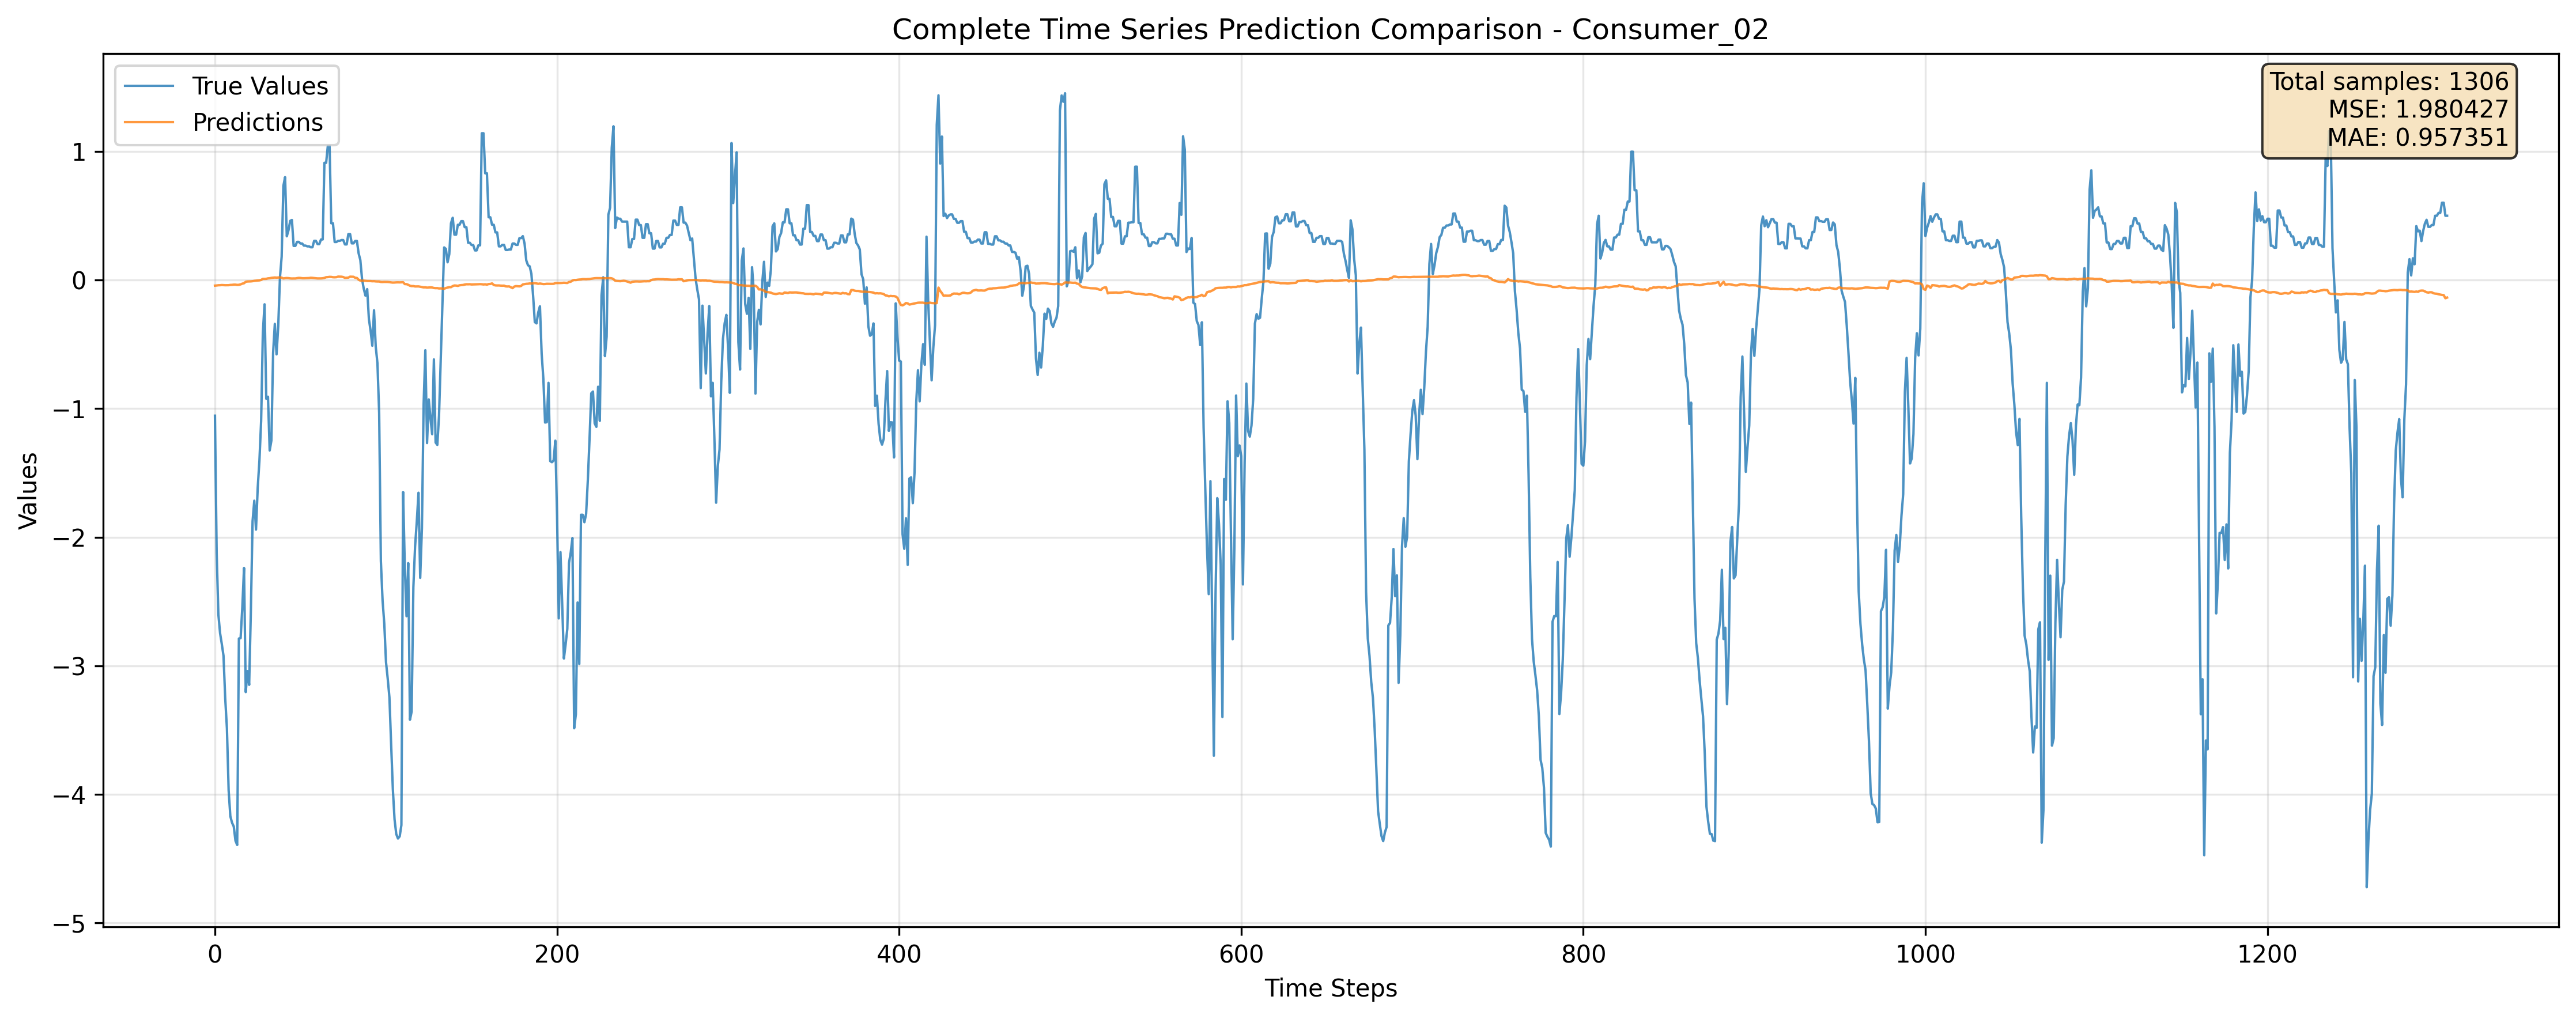 Complete Time Series Prediction Comparison - Consumer_02
True Values
Predictions
Total samples: 1306
MSE: 1.980427
MAE: 0.957351
Values
1
0
−1
−2
−3
−4
−5
0
200
400
600
800
1000
1200
Time Steps